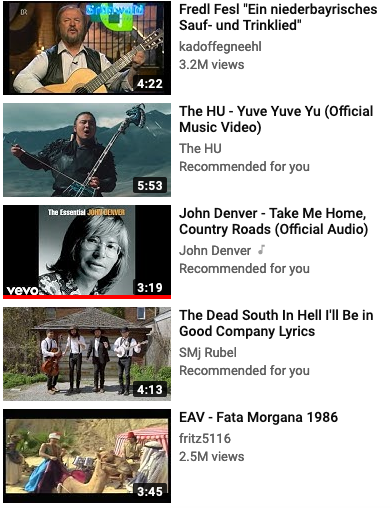 Fredl Fesl "Ein niederbayrisches
Sauf- und Trinklied"
kadoffegneehl
3.2M views
BR
4:22
The HU - Yuve Yuve Yu (Official
Music Video)
The HU
Recommended for you
5:53
The Essential JOHN DENVER
John Denver - Take Me Home,
Country Roads (Official Audio)
John Denver
Recommended for you
vevo
3:19
The Dead South In Hell I'll Be in
Good Company Lyrics
SMj Rubel
Recommended for you
4:13
EAV - Fata Morgana 1986
fritz5116
2.5M views
3:45